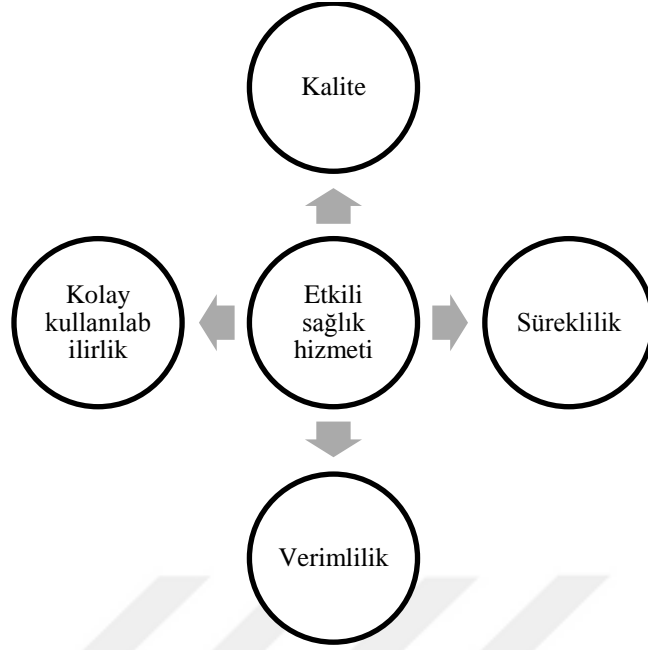 Kalite
Kolay
kullanılab
ilirlik
Etkili
sağlık
hizmeti
Süreklilik
Verimlilik